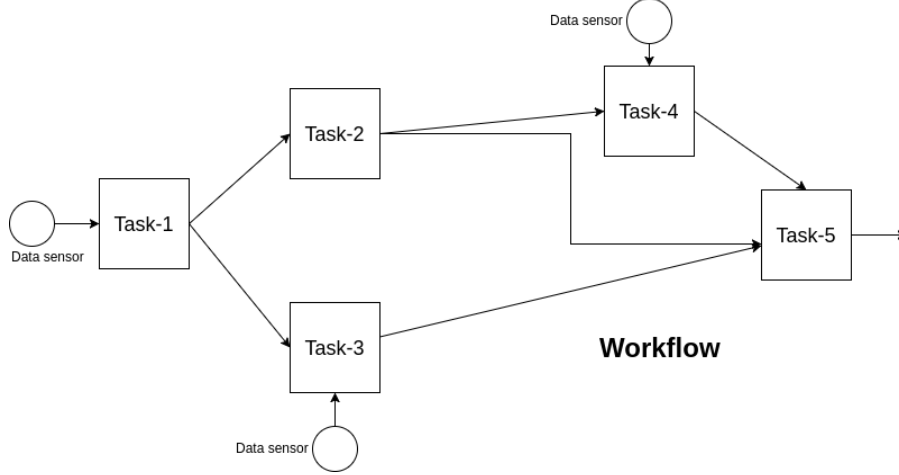 Data sensor
Task-4
Task-2
Task-1
Task-5
Data sensor
Task-3
Workflow
Data sensor